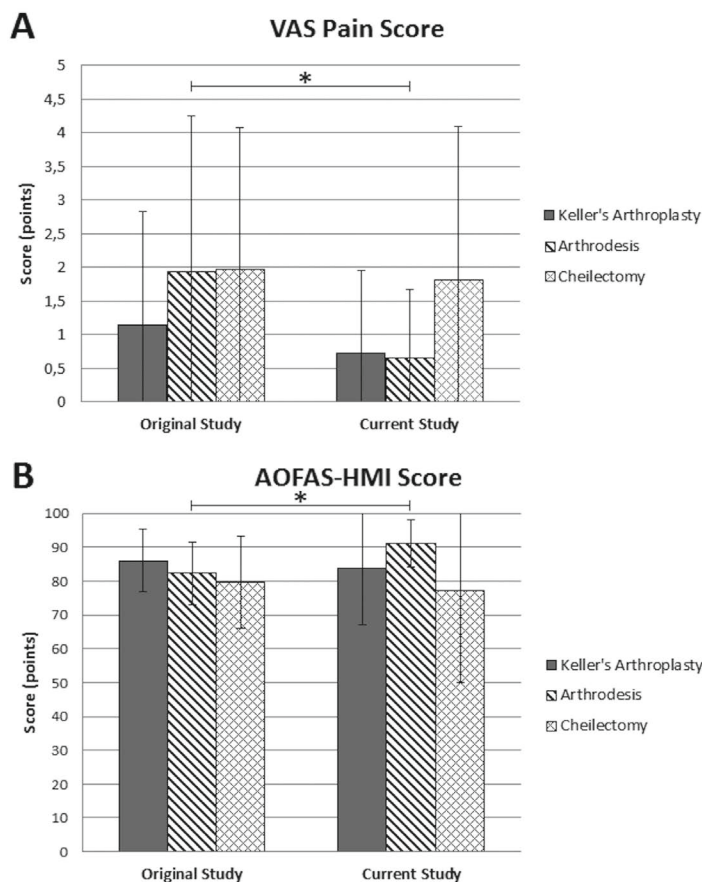 A
VAS Pain Score
*
5
4,5
4
3,5
3
2,5
2
1,5
1
0,5
0
Score (points)
Original Study
Current Study
Keller's Arthroplasty
Arthrodesis
Cheilectomy
B
AOFAS-HMI Score
*
100
90
80
70
60
50
40
30
20
10
0
Score (points)
Original Study
Current Study
Keller's Arthroplasty
Arthrodesis
Cheilectomy